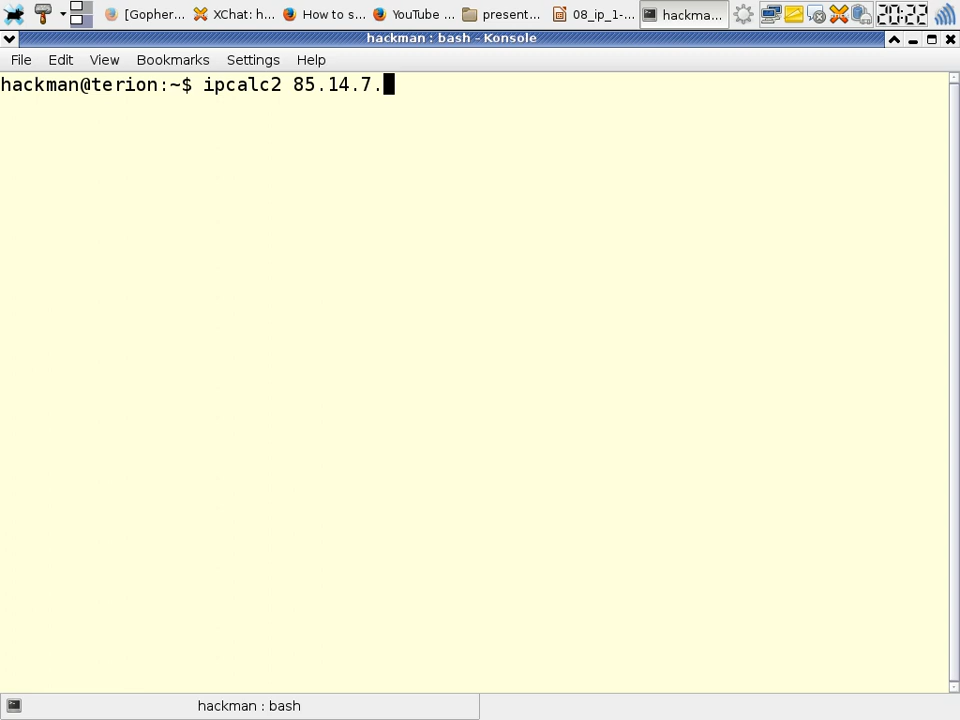 [Gopher... XChat: h... How to s... YouTube ... present... 08_ip_1-... hackma... 20:22
hackman : bash – Konsole
File Edit View Bookmarks Settings Help
hackman@terion:~$ ipcalc2 85.14.7.
hackman : bash